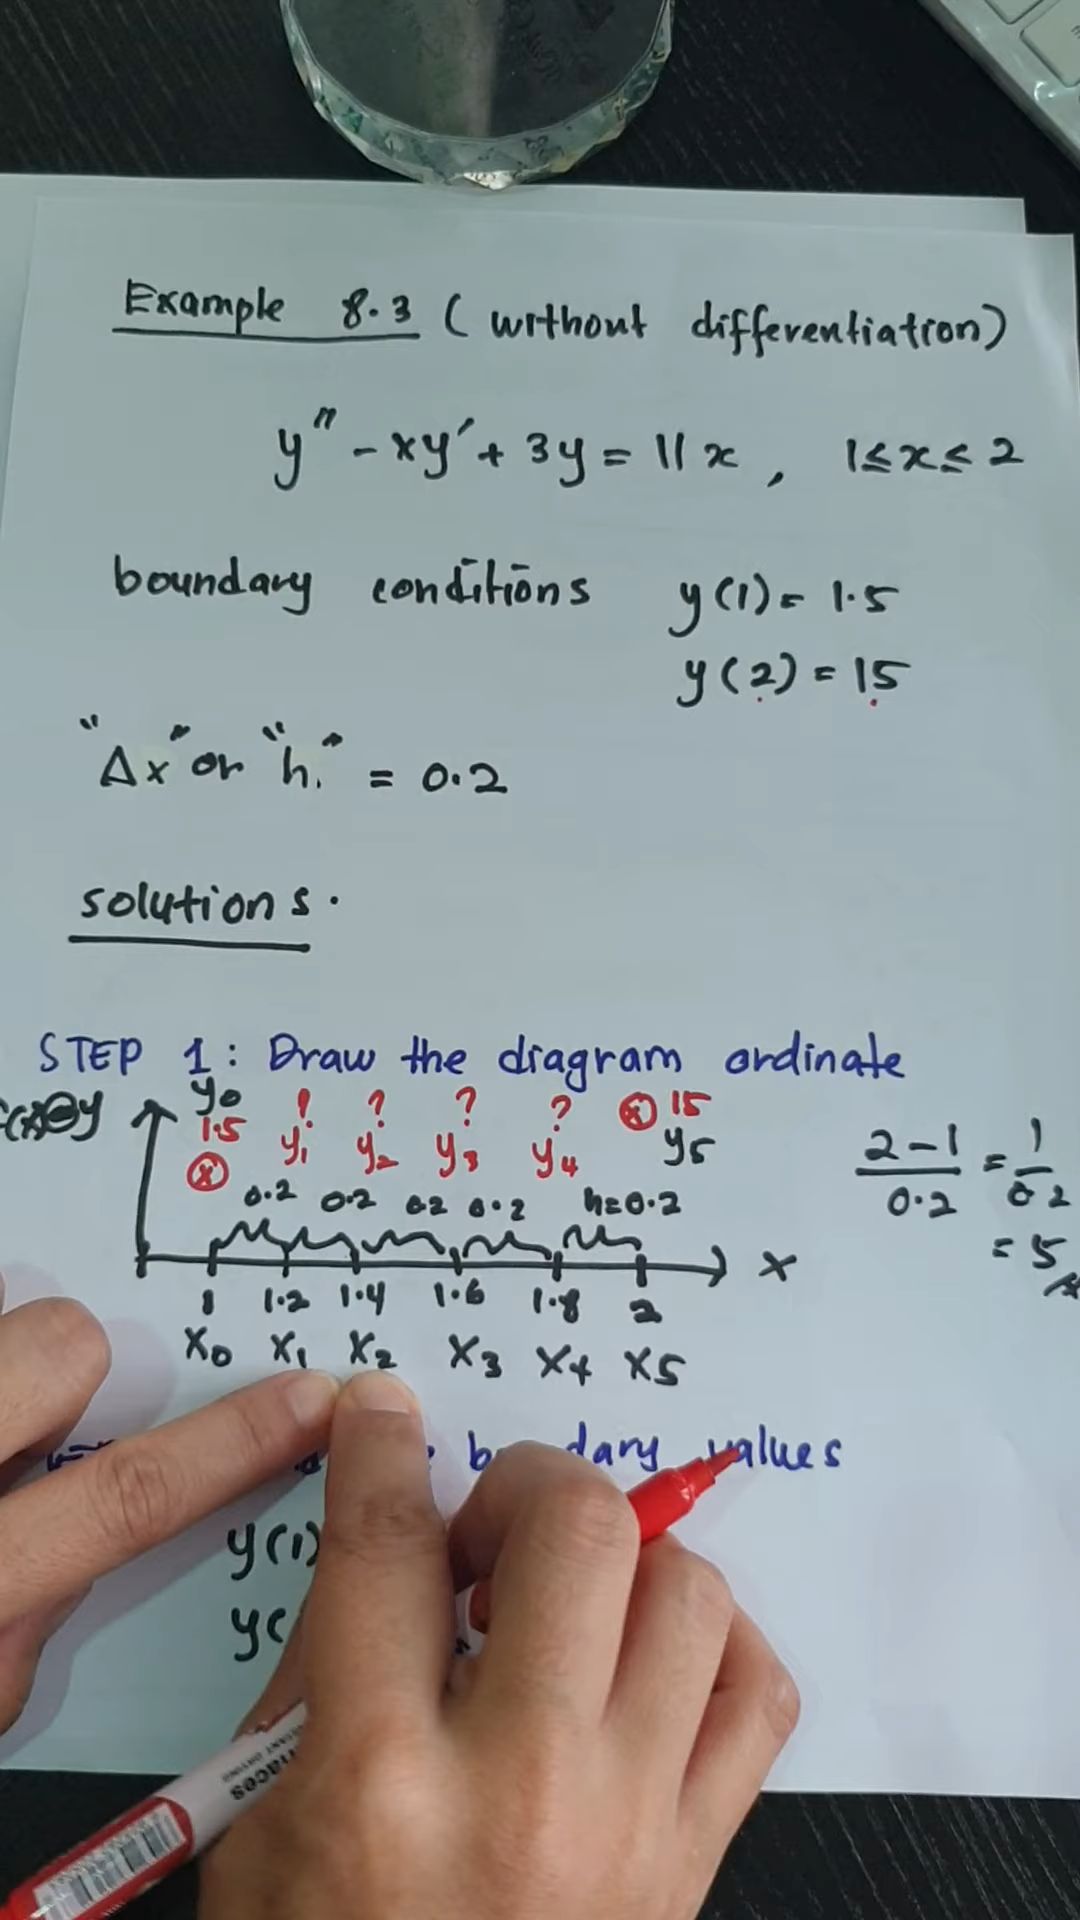 Example 8.3 (without differentiation)
y" - xy' + 3y = 11x , 1≤x≤2
boundary conditions y(1) = 1.5
y(2) = 15
"Δx" or "h." = 0.2
solutions.
STEP 1: Draw the diagram ordinate
y0 ? ? ? ? ⓧ 15
y
1.5 y1 y2 y3 y4 y5
ⓧ
0.2 0.2 0.2 0.2 h=0.2
x
1 1.2 1.4 1.6 1.8 2
x0 x1 x2 x3 x4 x5
2-1/0.2 = 1/0.2
= 5
boundary values
y(1)
y(